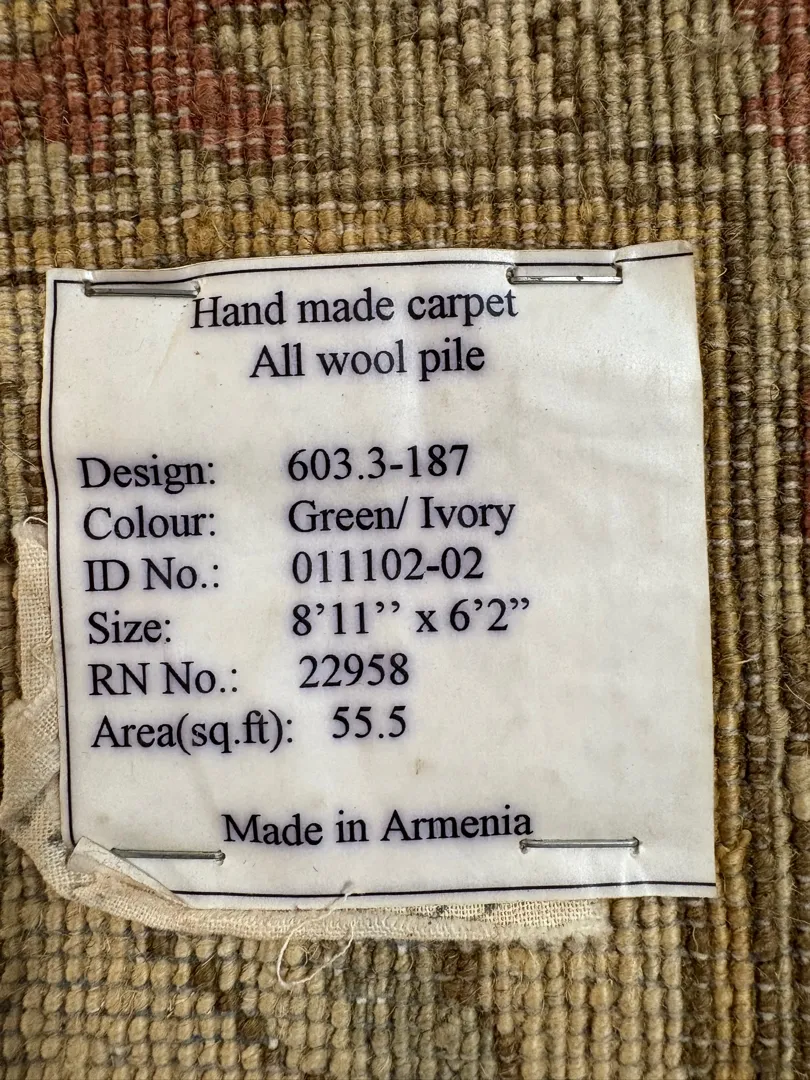 Hand made carpet
All wool pile
Design: 603.3-187
Colour: Green/ Ivory
ID No.: 011102-02
Size: 8’11’’ x 6’2”
RN No.: 22958
Area(sq.ft): 55.5
Made in Armenia